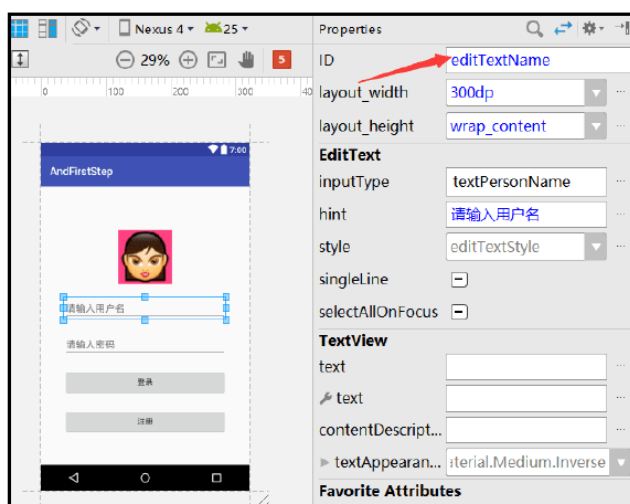 Nexus 4
25
Properties
29%
5
ID
editTextName
0
100
200
300
40
layout_width
300dp
layout_height
wrap_content
7:00
AndFirstStep
EditText
inputType
textPersonName
hint
请输入用户名
style
editTextStyle
singleLine
selectAllOnFocus
请输入用户名
请输入密码
登录
注册
TextView
text
text
contentDescript...
textAppearan...
aterial.Medium.Inverse
Favorite Attributes